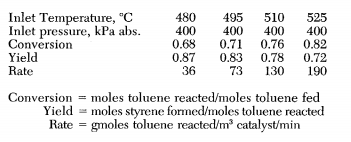 Inlet Temperature, °C 480 495 510 525
Inlet pressure, kPa abs. 400 400 400 400
Conversion 0.68 0.71 0.76 0.82
Yield 0.87 0.83 0.78 0.72
Rate 36 73 130 190
Conversion = moles toluene reacted/moles toluene fed
Yield = moles styrene formed/moles toluene reacted
Rate = gmoles toluene reacted/m³ catalyst/min